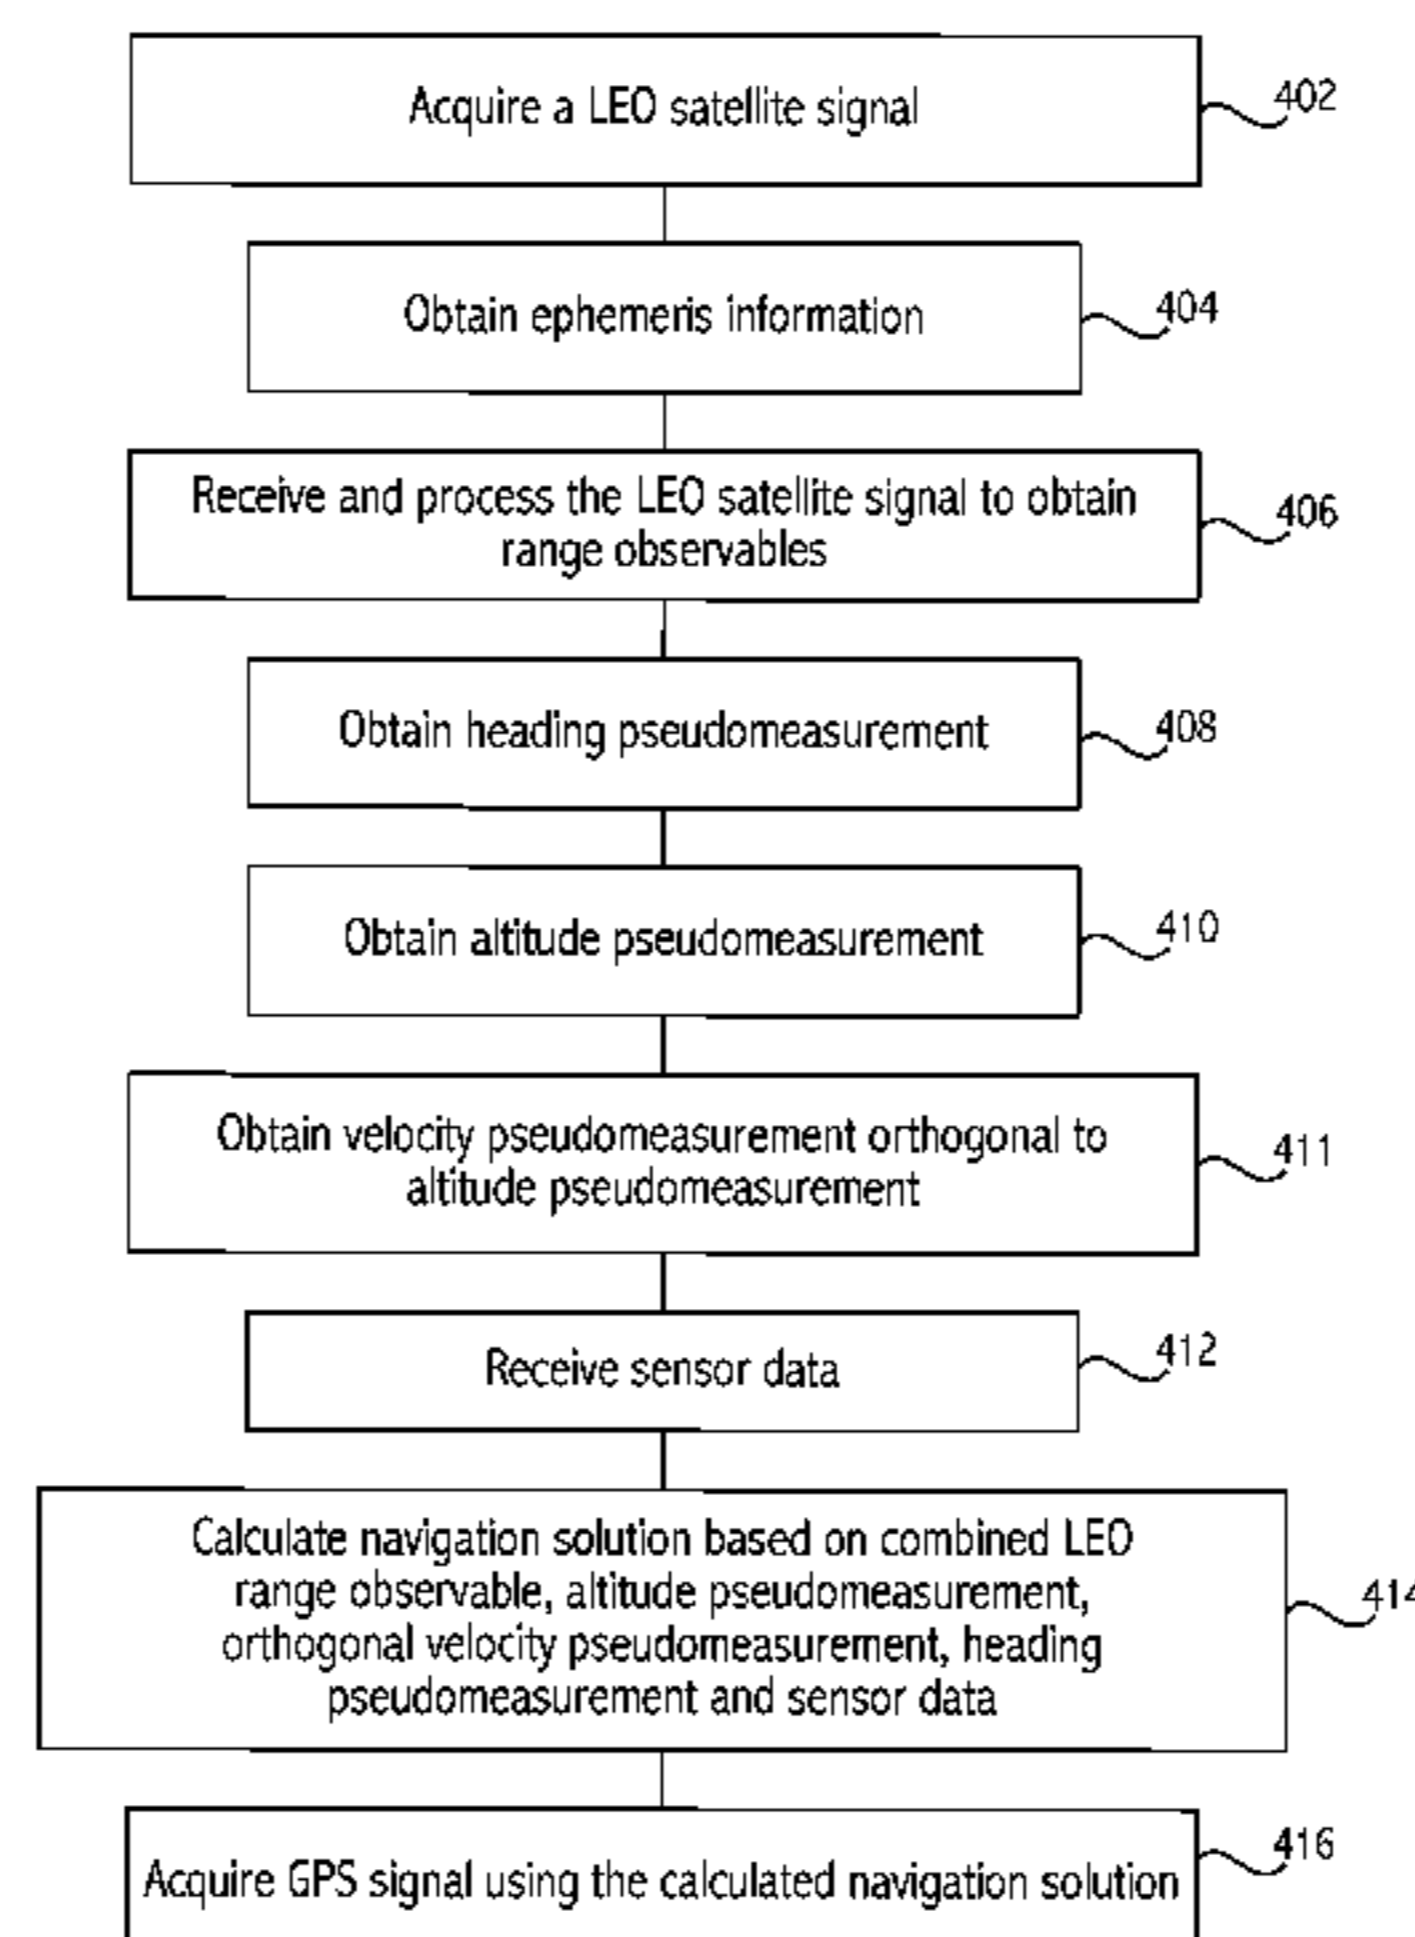 Acquire a LEO satellite signal
402
Obtain ephemeris information
404
Receive and process the LEO satellite signal to obtain
range observables
406
Obtain heading pseudomeasurement
408
Obtain altitude pseudomeasurement
410
Obtain velocity pseudomeasurement orthogonal to
altitude pseudomeasurement
411
Receive sensor data
412
Calculate navigation solution based on combined LEO
range observable, altitude pseudomeasurement,
orthogonal velocity pseudomeasurement, heading
pseudomeasurement and sensor data
414
Acquire GPS signal using the calculated navigation solution
416